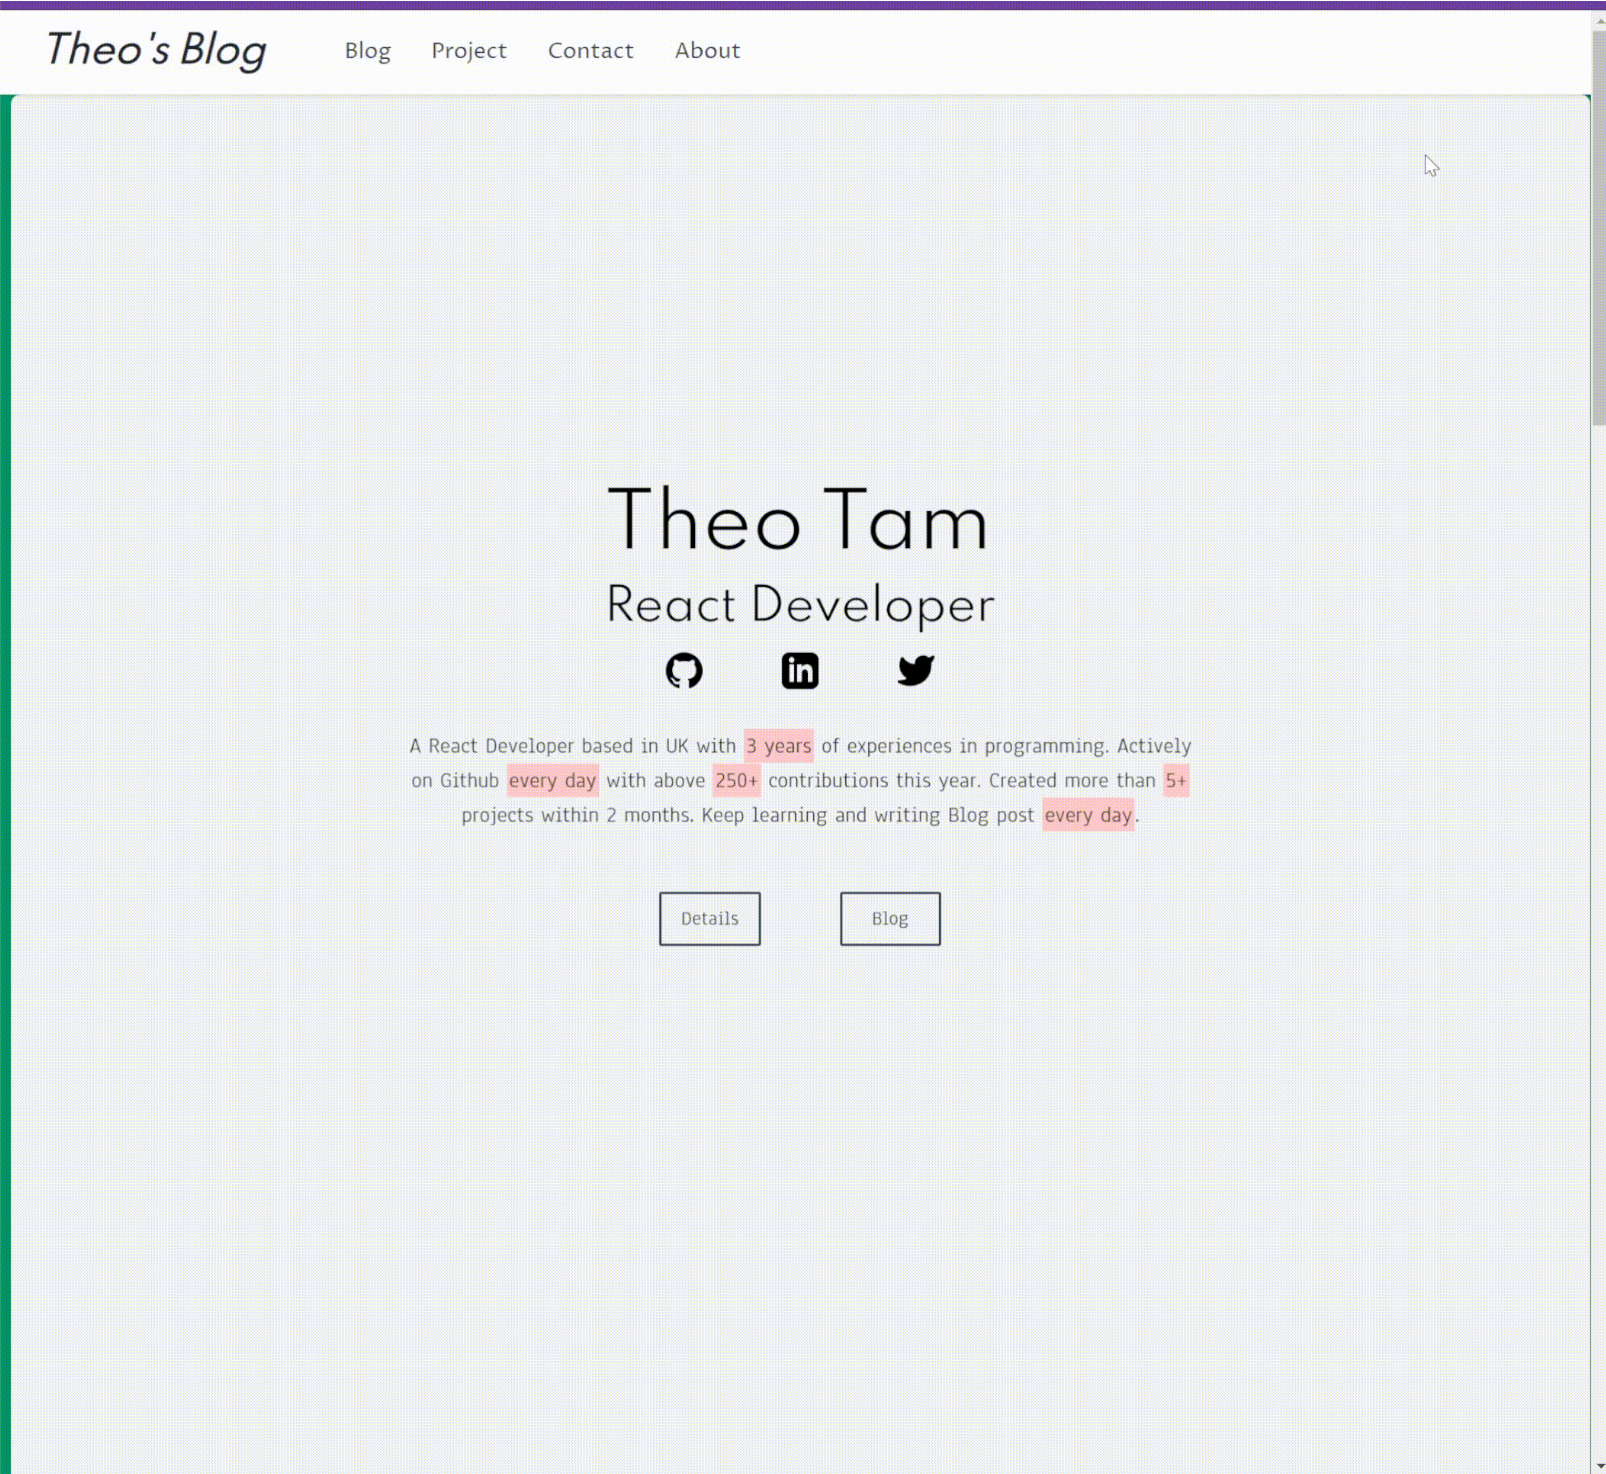 Theo's Blog Blog Project Contact About
Theo Tam
React Developer
in
A React Developer based in UK with 3 years of experiences in programming. Actively
on Github every day with above 250+ contributions this year. Created more than 5+
projects within 2 months. Keep learning and writing Blog post every day.
Details Blog